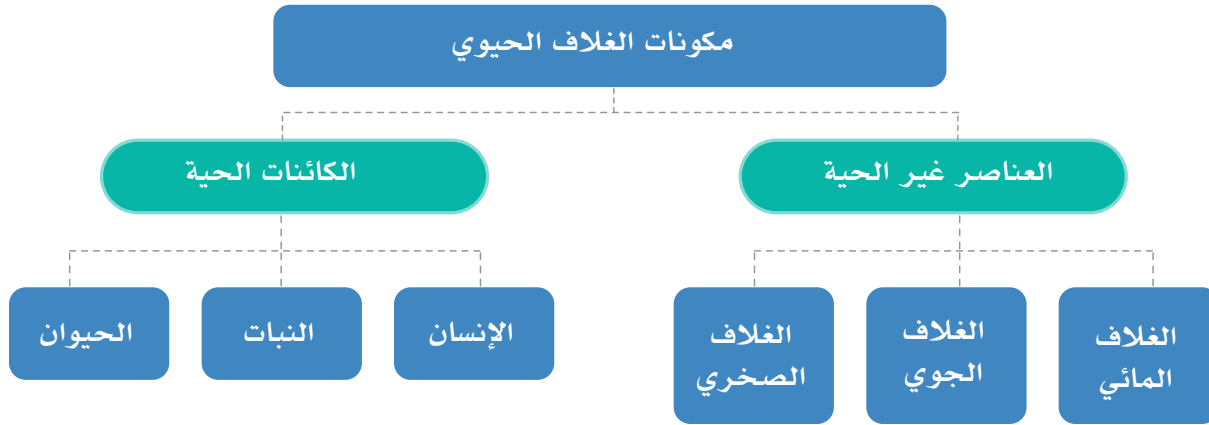 مكونات الغلاف الحيوي
العناصر غير الحية
الكائنات الحية
الغلاف
المائي
الغلاف
الجوي
الغلاف
الصخري
الإنسان
النبات
الحيوان